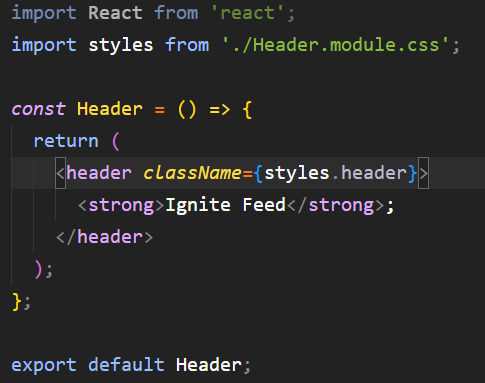 import React from 'react';
import styles from './Header.module.css';
const Header = () => {
return (
<header className={styles.header}>
<strong>Ignite Feed</strong>;
</header>
);
};
export default Header;